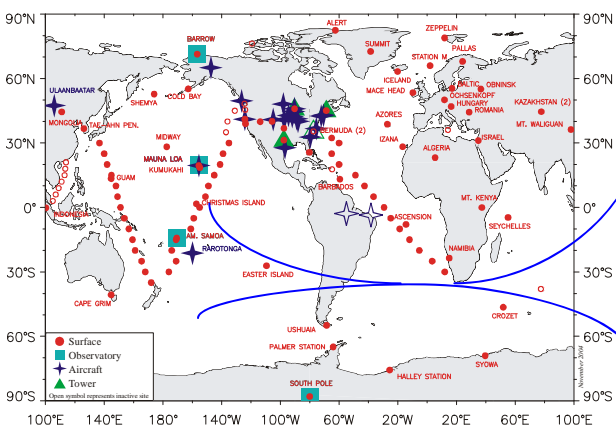 90°N
60°N
30°N
0°
30°S
60°S
90°S
ALERT
ZEPPELIN
BARROW
SUMMIT
PALLAS
STATION M
ICELAND
ULAANBAATAR
COLD BAY
MACE HEAD
BALTIC
OBNINSK
SHEMYA
OCHSENKOPF
HUNGARY
KAZAKHSTAN (2)
MONGOLIA
TAE-AHN PEN.
AZORES
ROMANIA
MT. WALIGUAN
BERMUDA (2)
MIDWAY
IZANA
ISRAEL
MAUNA LOA
KUMUKAHI
ALGERIA
GUAM
BARBADOS
CHRISTMAS ISLAND
MT. KENYA
INDONESIA
ASCENSION
SEYCHELLES
AM. SAMOA
RAROTONGA
NAMIBIA
EASTER ISLAND
CAPE GRIM
CROZET
USHUAIA
PALMER STATION
SYOWA
HALLEY STATION
SOUTH POLE
Surface
Observatory
Aircraft
Tower
Open symbol represents inactive site
November 2004
90°N
60°N
30°N
0°
30°S
60°S
90°S
100°E
140°E
180°
140°W
100°W
60°W
20°W
20°E
60°E
100°E